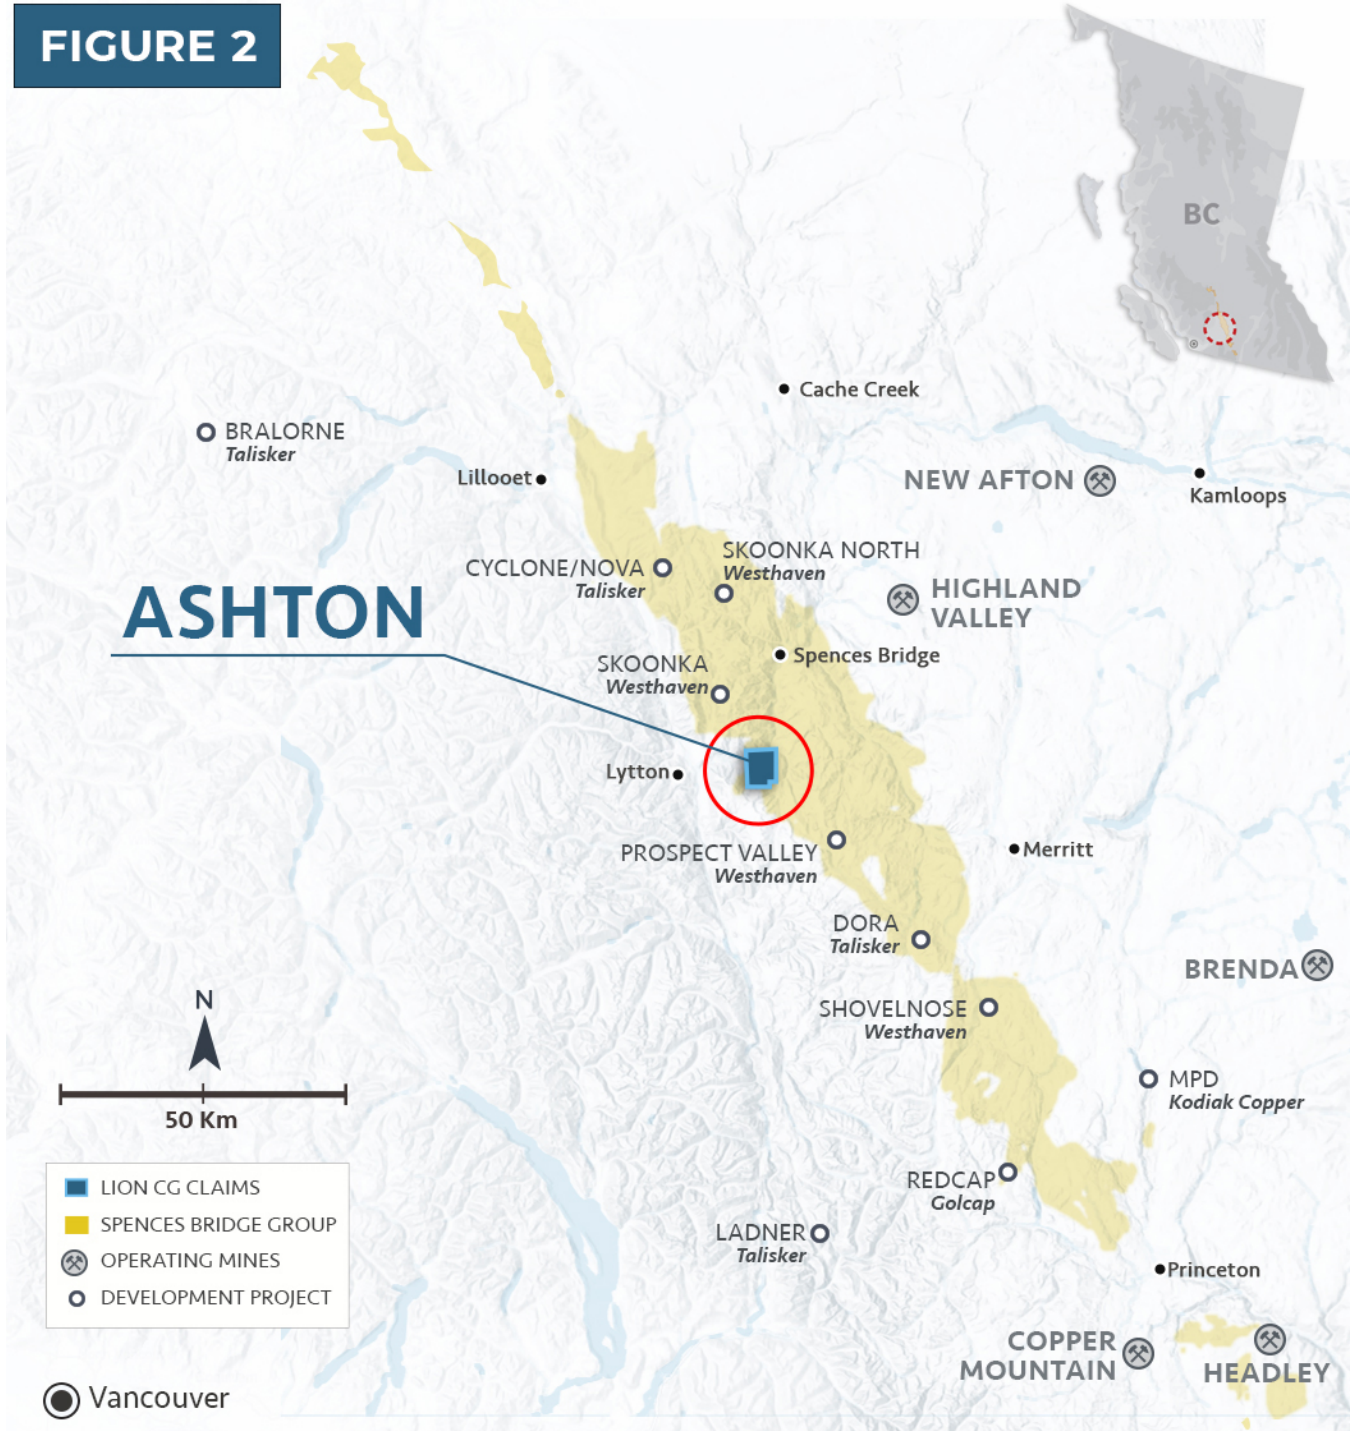 FIGURE 2
BC
Cache Creek
BRALORNE
Talisker
Lillooet
NEW AFTON
Kamloops
SKOONKA NORTH
Westhaven
CYCLONE/NOVA
Talisker
HIGHLAND
VALLEY
ASHTON
Spences Bridge
SKOONKA
Westhaven
Lytton
PROSPECT VALLEY
Westhaven
Merritt
DORA
Talisker
BRENDA
SHOVELNOSE
Westhaven
N
50 Km
MPD
Kodiak Copper
LION CG CLAIMS
SPENCES BRIDGE GROUP
OPERATING MINES
DEVELOPMENT PROJECT
REDCAP
Golcap
LADNER
Talisker
Princeton
COPPER
MOUNTAIN
HEADLEY
Vancouver